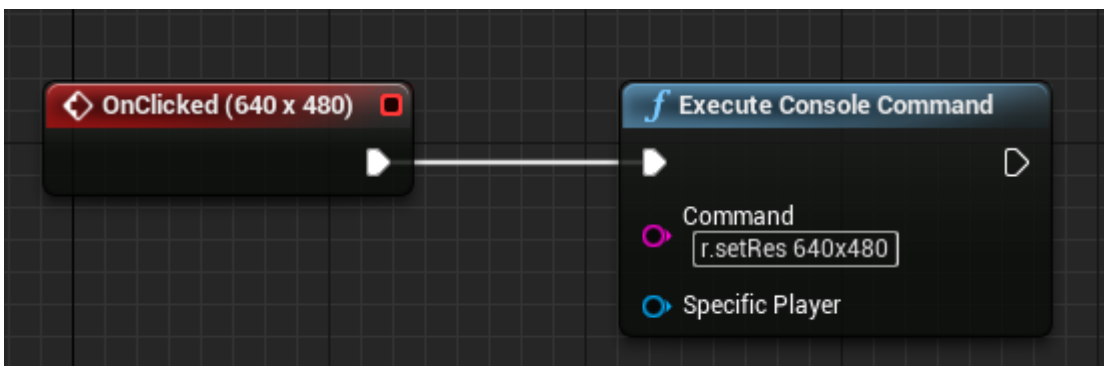 OnClicked (640 x 480)
f Execute Console Command
Command
r.setRes 640x480
Specific Player